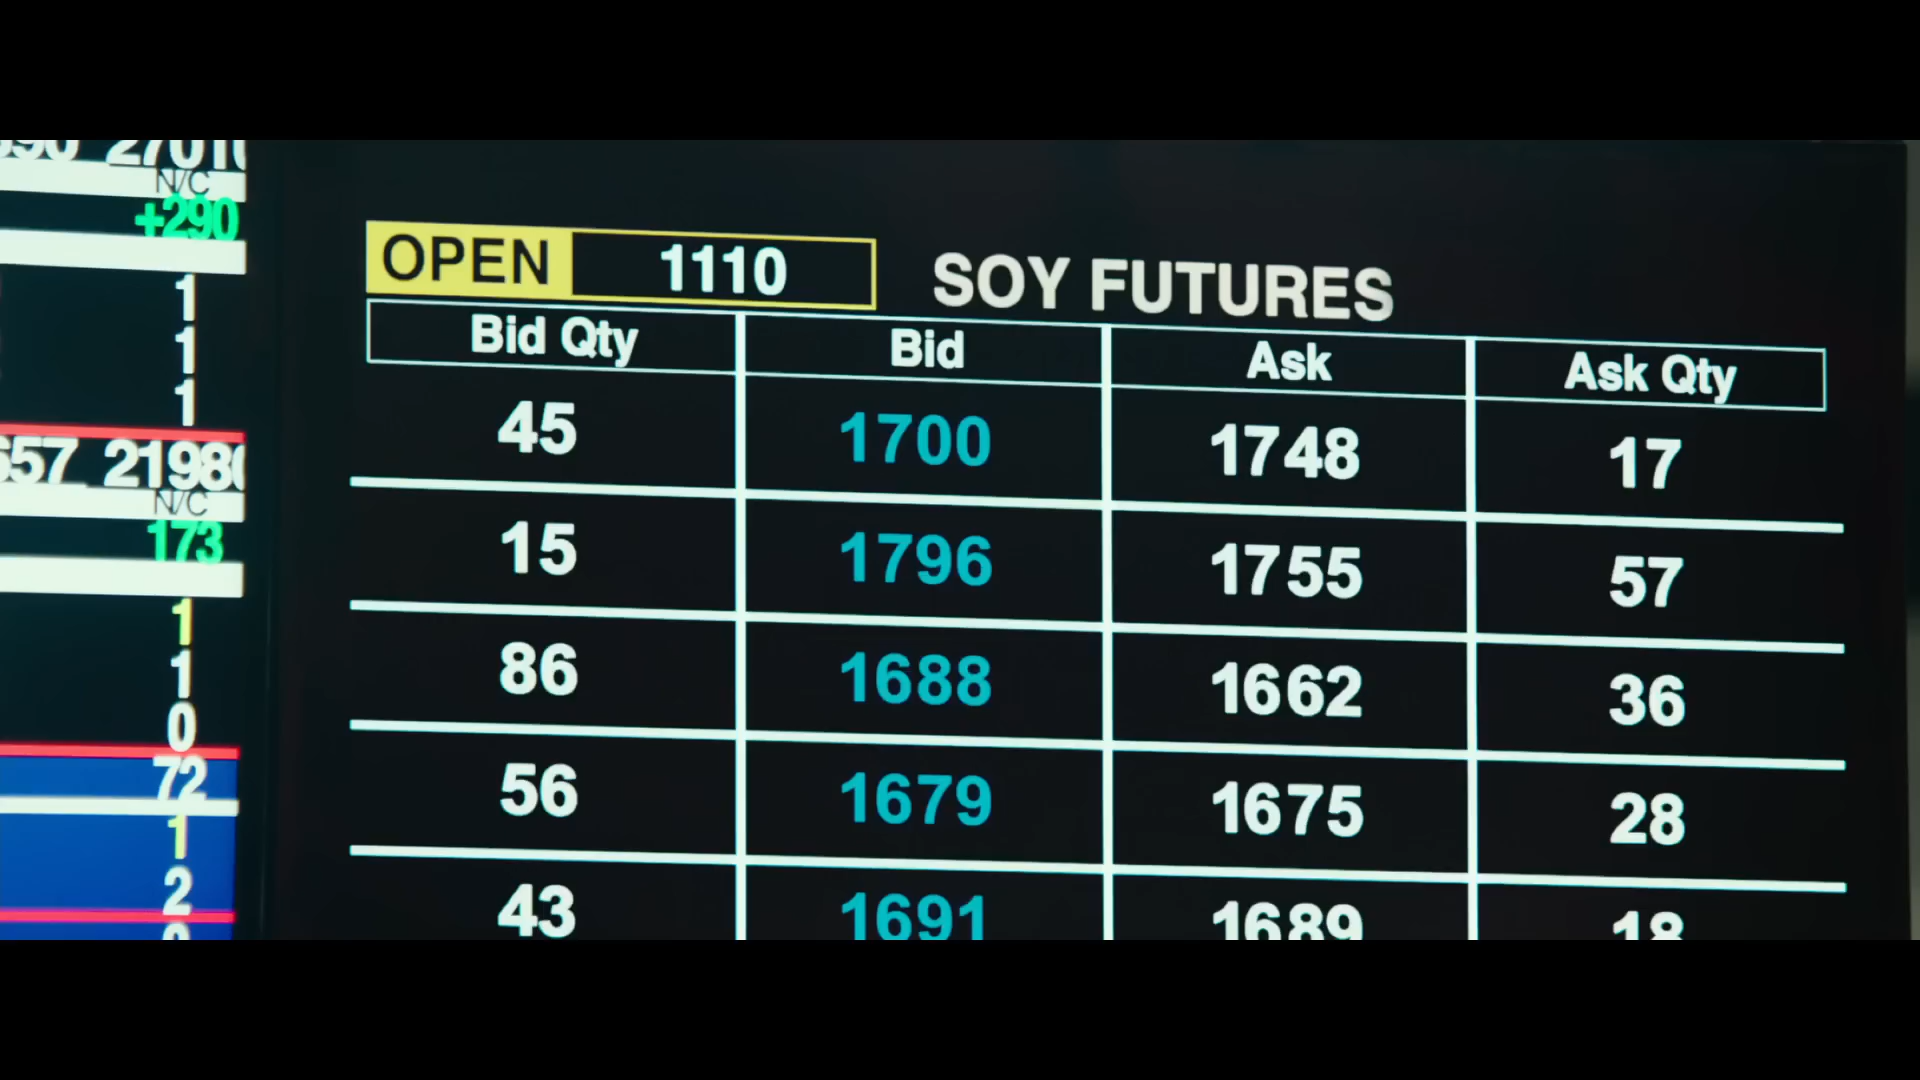 N/C
+290
1
1
1
N/C
173
1
1
0
72
1
2
OPEN 1110 SOY FUTURES
Bid Qty Bid Ask Ask Qty
45 1700 1748 17
15 1796 1755 57
86 1688 1662 36
56 1679 1675 28
43 1691 1689 18